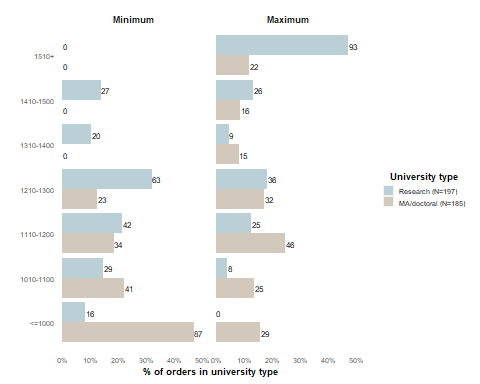 Minimum Maximum
1510+ 0 93
0 22
1410-1500 27 26
0 16
1310-1400 20 9
0 15
1210-1300 63 36
23 32
University type
Research (N=197)
MA/doctoral (N=185)
1110-1200 42 25
34 46
1010-1100 29 8
41 25
<=1000 16 0
87 29
0% 10% 20% 30% 40% 50% 0% 10% 20% 30% 40% 50%
% of orders in university type